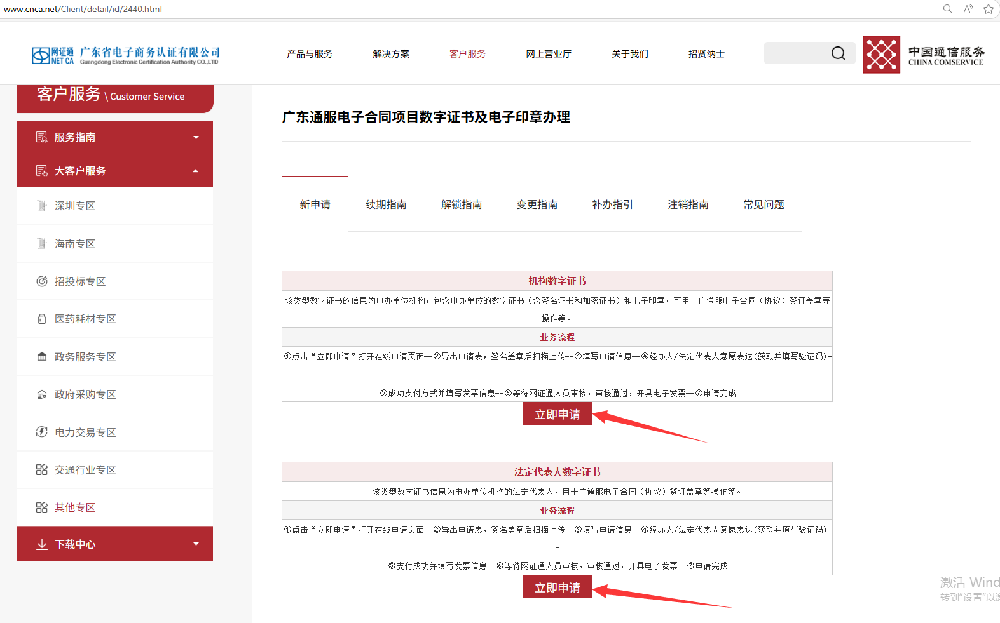 www.cnca.net/Client/detail/id/2440.html
网证通 NET CA
广东省电子商务认证有限公司
Guangdong Electronic Certification Authority CO.,LTD
产品与服务
解决方案
客户服务
网上营业厅
关于我们
招贤纳士
中国通信服务
CHINA COMSERVICE
客户服务 \ Customer Service
服务指南
大客户服务
深圳专区
海南专区
招投标专区
医药耗材专区
政务服务专区
政府采购专区
电力交易专区
交通行业专区
其他专区
下载中心
广东通服电子合同项目数字证书及电子印章办理
新申请
续期指南
解锁指南
变更指南
补办指引
注销指南
常见问题
机构数字证书
该类型数字证书的信息为申办单位机构，包含申办单位的数字证书（含签名证书和加密证书）和电子印章。可用于广通服电子合同（协议）签订盖章等
操作等。
业务流程
①点击“立即申请”打开在线申请页面--②导出申请表，签名盖章后扫描上传--③填写申请信息--④经办人/法定代表人意愿表达(获取并填写验证码)-
-
⑤成功支付方式并填写发票信息--⑥等待网证通人员审核，审核通过，开具电子发票--⑦申请完成
立即申请
法定代表人数字证书
该类型数字证书信息为申办单位机构的法定代表人，用于广通服电子合同（协议）签订盖章等操作等。
业务流程
①点击“立即申请”打开在线申请页面--②导出申请表，签名盖章后扫描上传--③填写申请信息--④经办人/法定代表人意愿表达(获取并填写验证码)-
-
⑤支付成功并填写发票信息--⑥等待网证通人员审核，审核通过，开具电子发票--⑦申请完成
立即申请
激活 Wind
转到“设置”以激